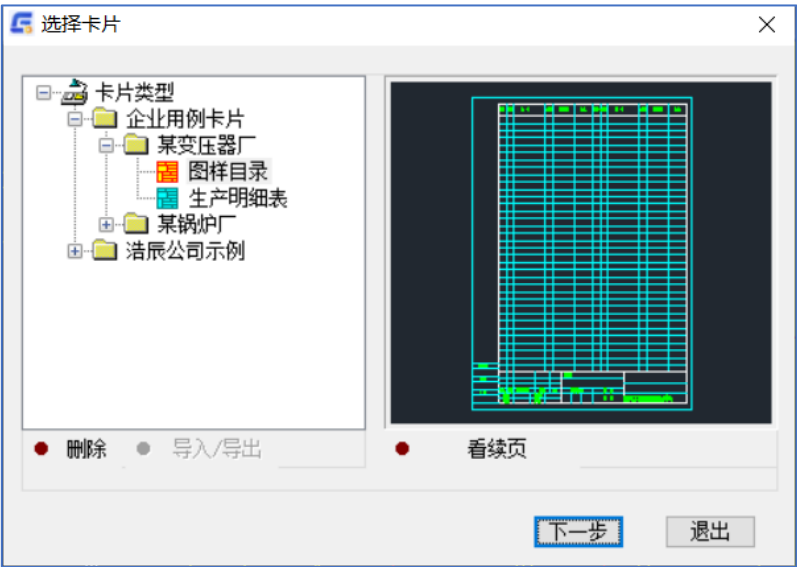 选择卡片
卡片类型
企业用例卡片
某变压器厂
图样目录
生产明细表
某锅炉厂
浩辰公司示例
删除 导入/导出 看续页
下一步 退出